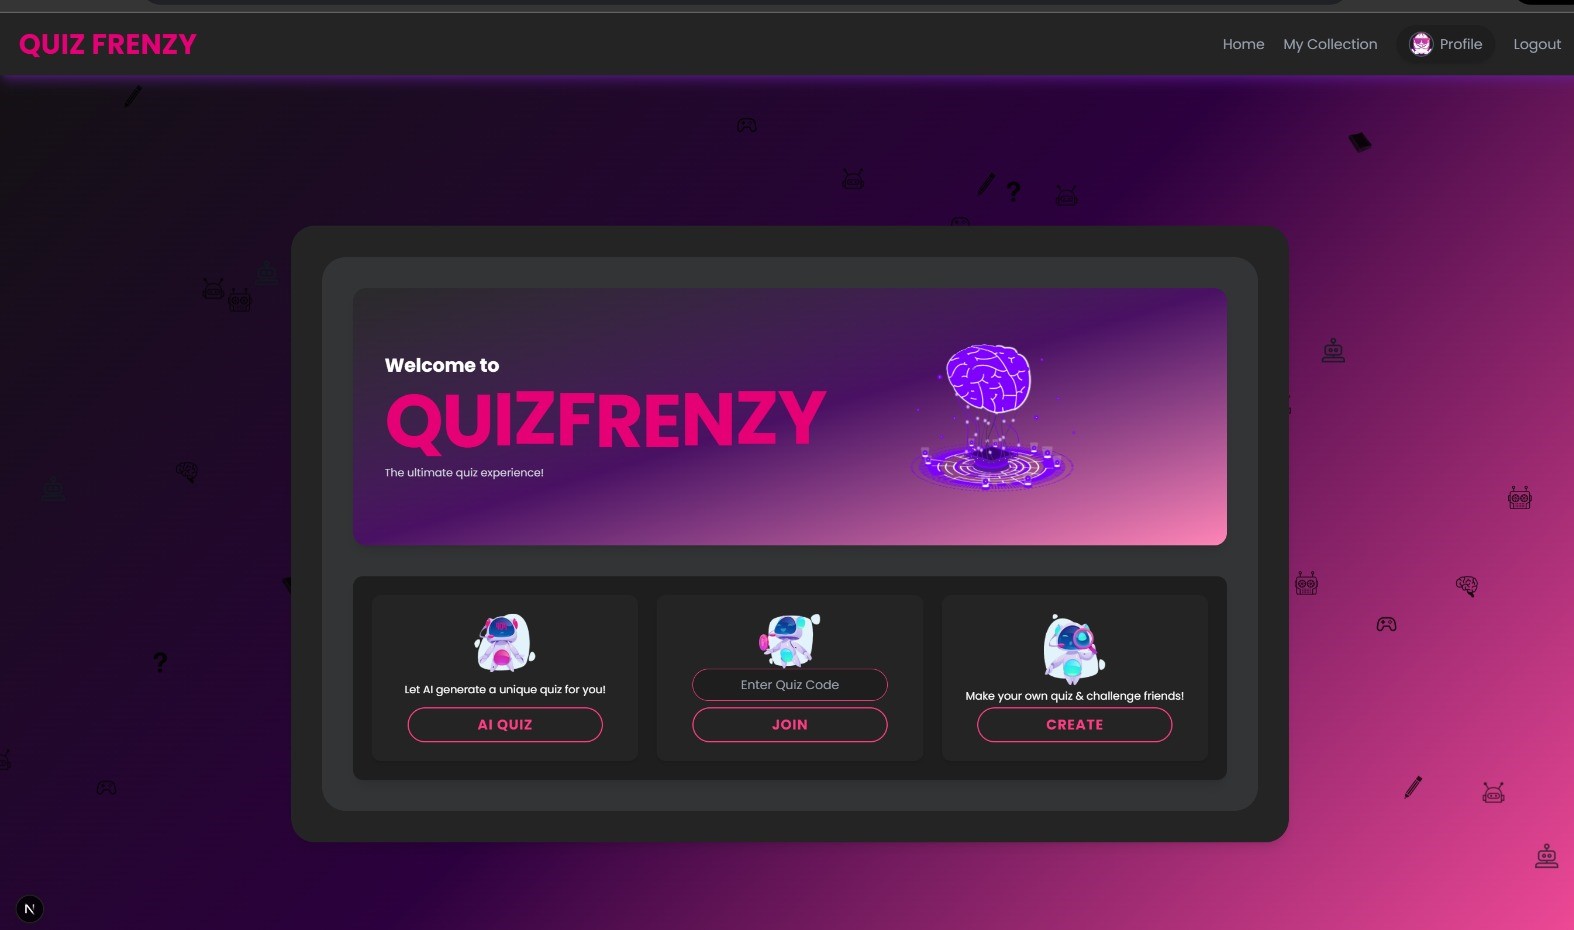 QUIZ FRENZY
Home My Collection Profile Logout
Welcome to
QUIZFRENZY
The ultimate quiz experience!
Let AI generate a unique quiz for you!
AI QUIZ
Enter Quiz Code
JOIN
Make your own quiz & challenge friends!
CREATE
N